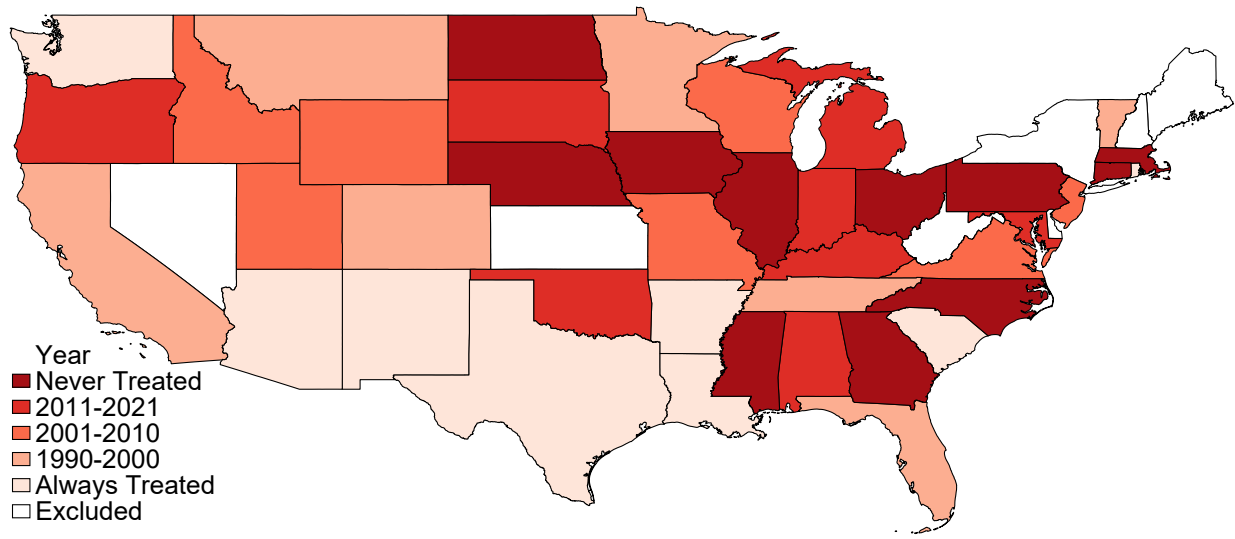 Year
Never Treated
2011-2021
2001-2010
1990-2000
Always Treated
Excluded